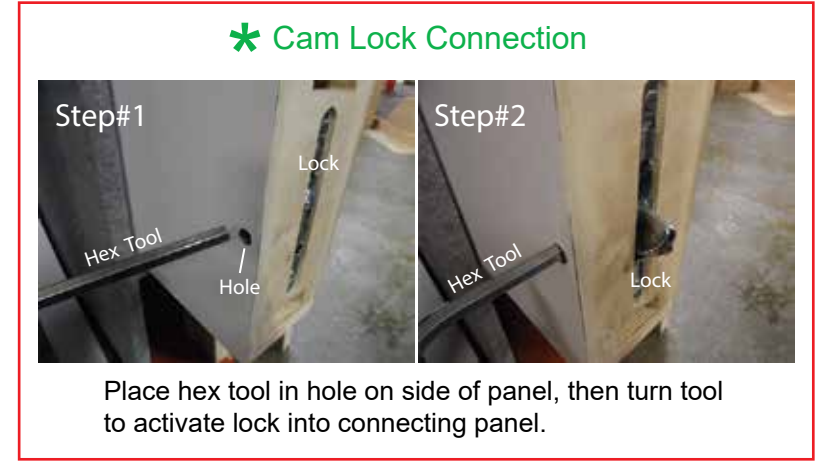 * Cam Lock Connection
Step#1
Lock
Hex Tool
Hole
Step#2
Hex Tool
Lock
Place hex tool in hole on side of panel, then turn tool
to activate lock into connecting panel.